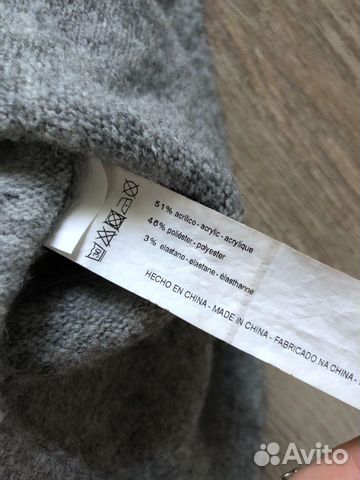 51% acrílico - acrylic - acrylique
46% poliéster - polyester
3% elastano - elastane - élasthanne
HECHO EN CHINA - MADE IN CHINA - FABRICADO NA CHINA -
Avito